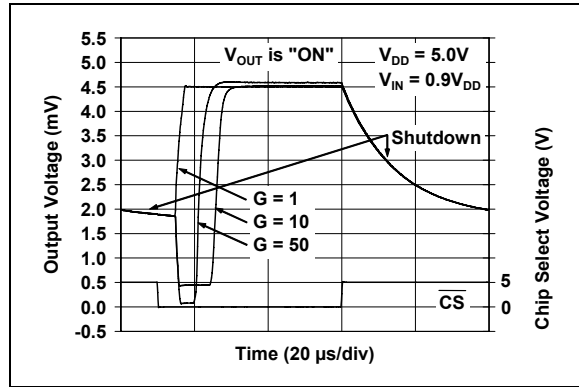 5.5
5.0
4.5
4.0
3.5
3.0
2.5
2.0
1.5
1.0
0.5
0.0
-0.5
Output Voltage (mV)
VOUT is "ON"
VDD = 5.0V
VIN = 0.9VDD
Shutdown
G = 1
G = 10
G = 50
CS
5
0
Chip Select Voltage (V)
Time (20 µs/div)